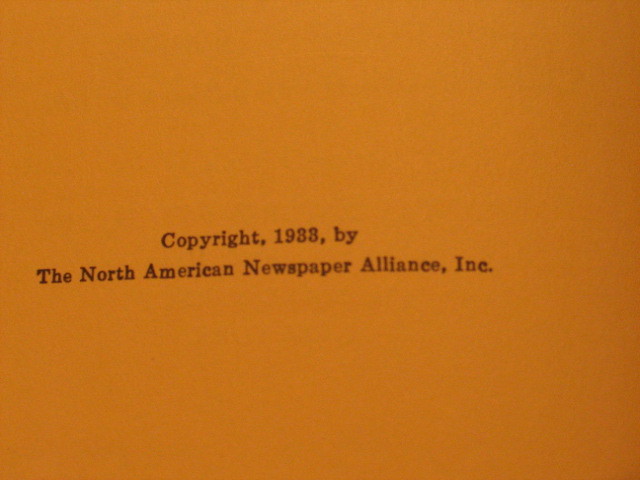 Copyright, 1933, by
The North American Newspaper Alliance, Inc.